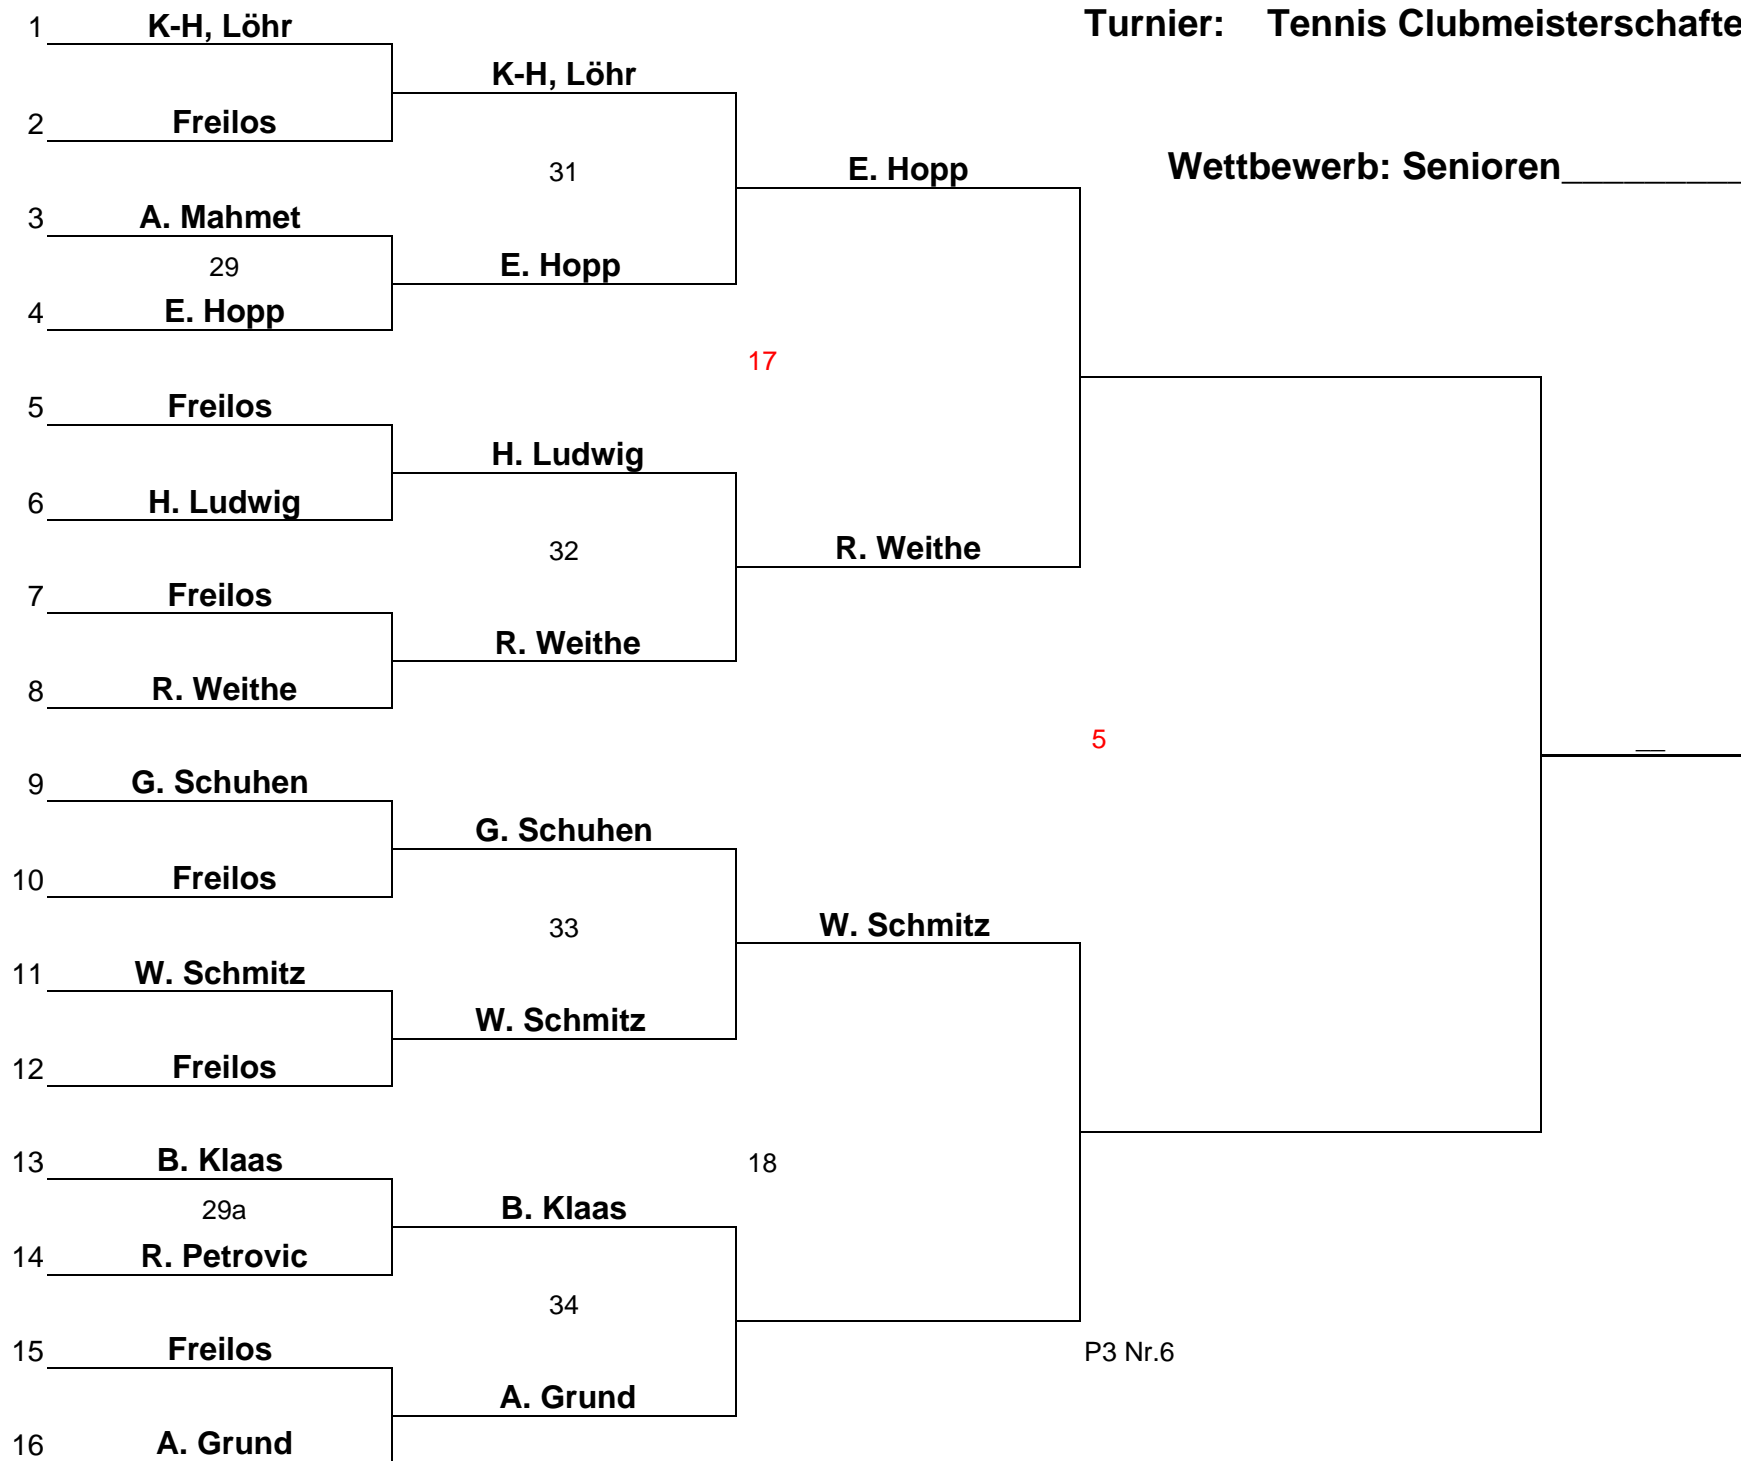 Turnier: Tennis Clubmeisterschafte
Wettbewerb: Senioren__________
1 K-H, Löhr
K-H, Löhr
2 Freilos
31
E. Hopp
3 A. Mahmet
29
E. Hopp
4 E. Hopp
17
5 Freilos
H. Ludwig
6 H. Ludwig
32
R. Weithe
7 Freilos
R. Weithe
8 R. Weithe
5
__
9 G. Schuhen
G. Schuhen
10 Freilos
33
W. Schmitz
11 W. Schmitz
W. Schmitz
12 Freilos
13 B. Klaas
18
29a
B. Klaas
14 R. Petrovic
34
15 Freilos
P3 Nr.6
A. Grund
16 A. Grund